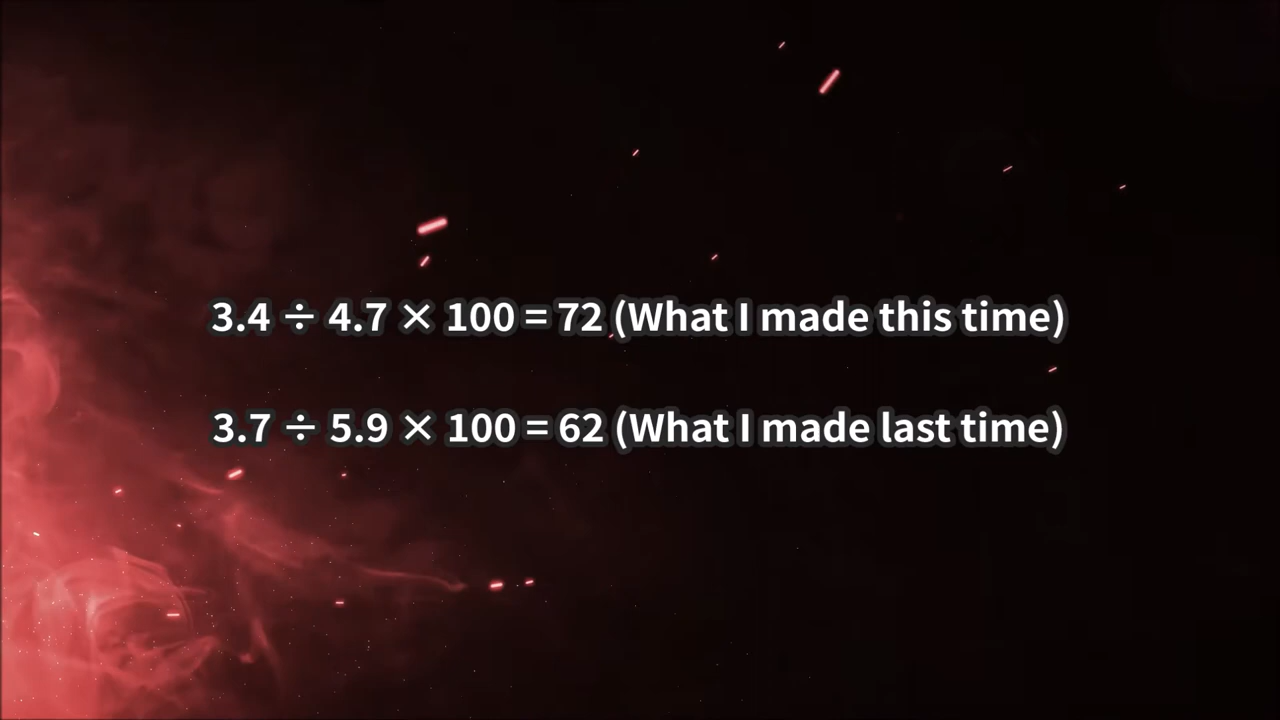 3.4 ÷ 4.7 × 100 = 72 (What I made this time)
3.7 ÷ 5.9 × 100 = 62 (What I made last time)